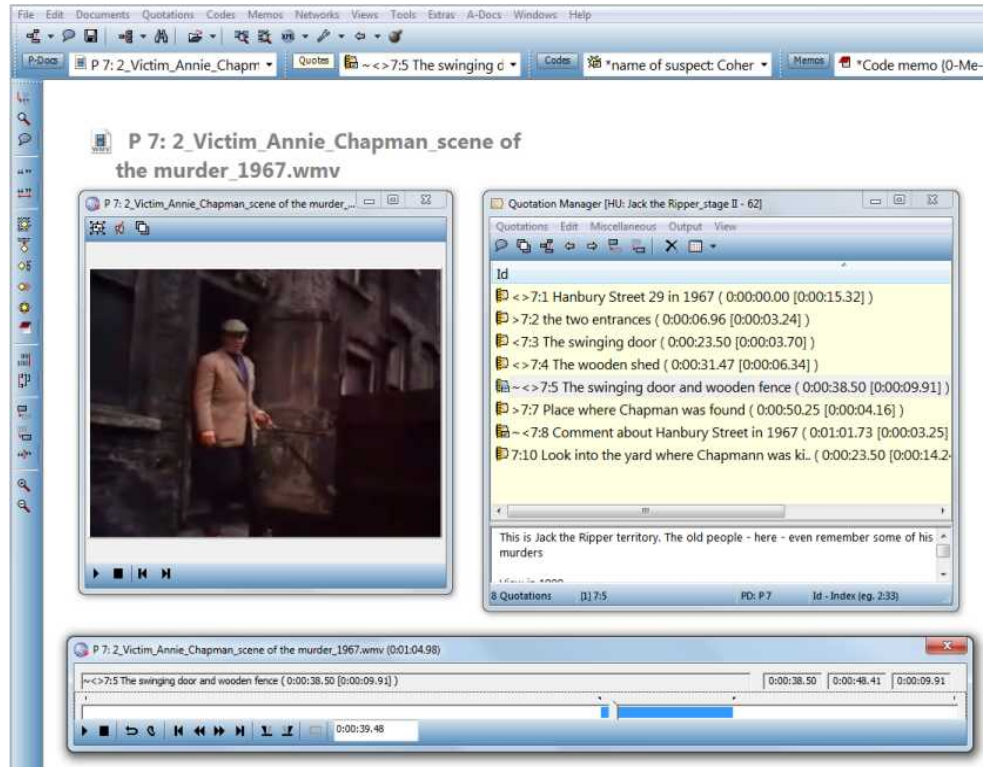 File Edit Documents Quotations Codes Memos Networks Views Tools Extras A-Docs Windows Help
P-Docs P 7: 2_Victim_Annie_Chapm Quotes ~<>7:5 The swinging d Codes *name of suspect: Coher Memos *Code memo {0-Me-
P 7: 2_Victim_Annie_Chapman_scene of
the murder_1967.wmv
P 7: 2_Victim_Annie_Chapman_scene of the murder_...
Quotation Manager [HU: Jack the Ripper_stage II - 62]
Quotations Edit Miscellaneous Output View
Id
<>7:1 Hanbury Street 29 in 1967 ( 0:00:00.00 [0:00:15.32] )
>7:2 the two entrances ( 0:00:06.96 [0:00:03.24] )
<7:3 The swinging door ( 0:00:23.50 [0:00:03.70] )
<>7:4 The wooden shed ( 0:00:31.47 [0:00:06.34] )
~<>7:5 The swinging door and wooden fence ( 0:00:38.50 [0:00:09.91] )
>7:7 Place where Chapman was found ( 0:00:50.25 [0:00:04.16] )
~<7:8 Comment about Hanbury Street in 1967 ( 0:01:01.73 [0:00:03.25]
7:10 Look into the yard where Chapmann was ki.. ( 0:00:23.50 [0:00:14.2
This is Jack the Ripper territory. The old people - here - even remember some of his
murders
8 Quotations [1] 7:5 PD: P 7 Id - Index (eg. 2:33)
P 7: 2_Victim_Annie_Chapman_scene of the murder_1967.wmv (0:01:04.98)
~<>7:5 The swinging door and wooden fence ( 0:00:38.50 [0:00:09.91] ) 0:00:38.50 0:00:48.41 0:00:09.91
0:00:39.48